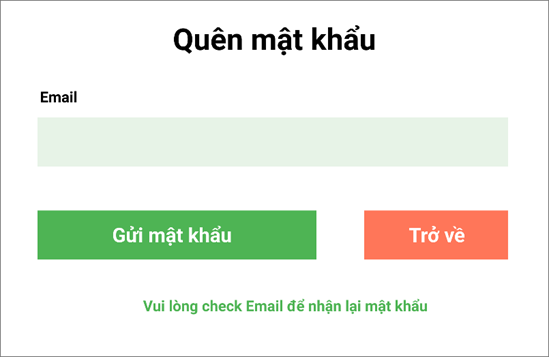 Quên mật khẩu
Email
Gửi mật khẩu
Trở về
Vui lòng check Email để nhận lại mật khẩu